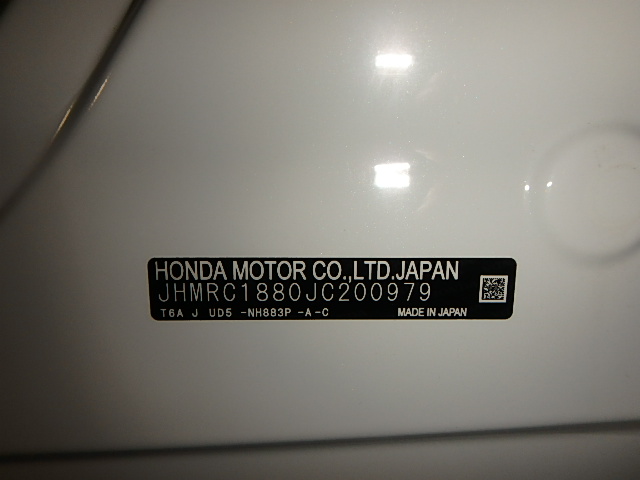 HONDA MOTOR CO.,LTD.JAPAN
JHMRC1880JC200979
T6A J UD5 -NH883P -A-C MADE IN JAPAN